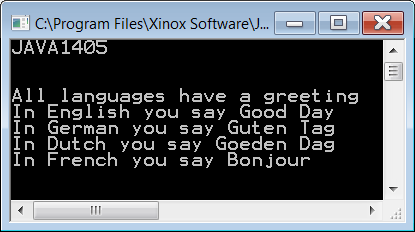 C:\Program Files\Xinox Software\J...
JAVA1405
All languages have a greeting
In English you say Good Day
In German you say Guten Tag
In Dutch you say Goeden Dag
In French you say Bonjour